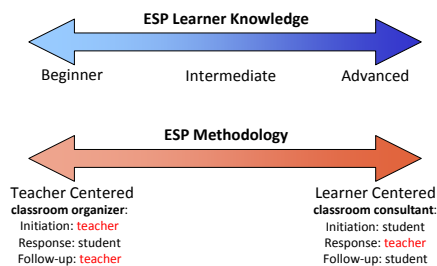 ESP Learner Knowledge
Beginner Intermediate Advanced
ESP Methodology
Teacher Centered
classroom organizer:
Initiation: teacher
Response: student
Follow-up: teacher
Learner Centered
classroom consultant:
Initiation: student
Response: teacher
Follow-up: student